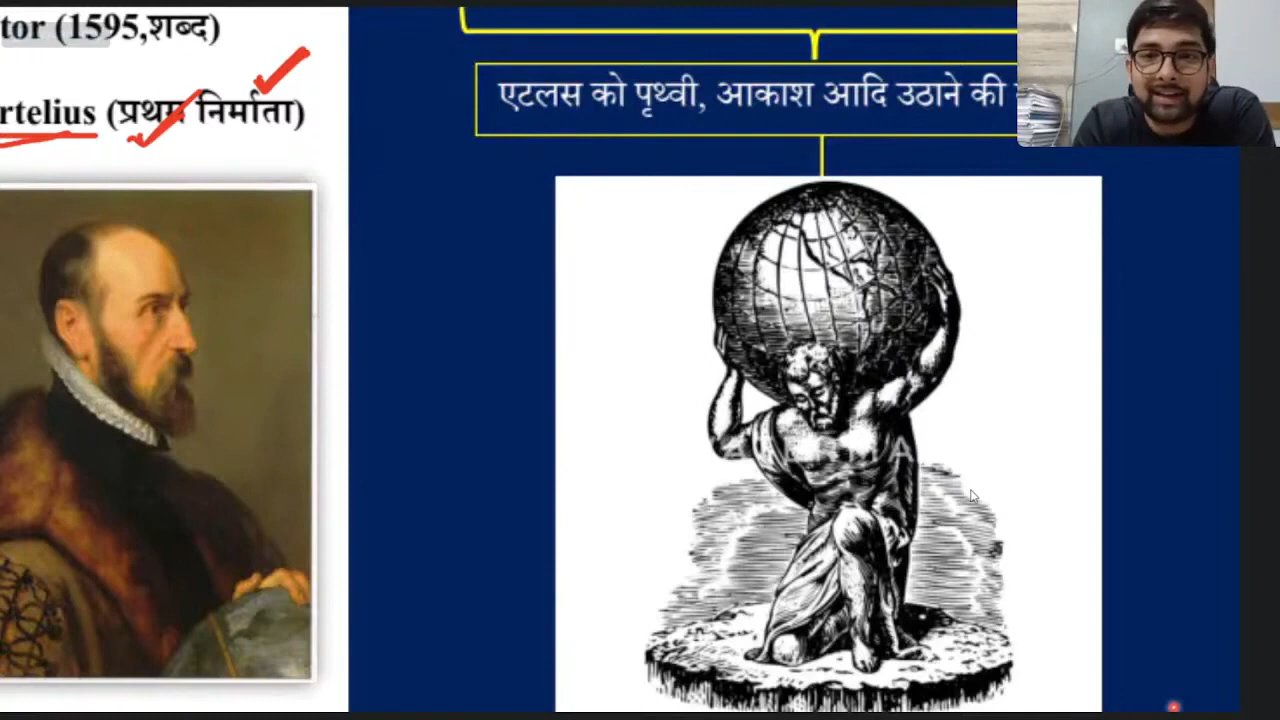 tor (1595,शब्द)
rtelius (प्रथम निर्माता)
एटलस को पृथ्वी, आकाश आदि उठाने की